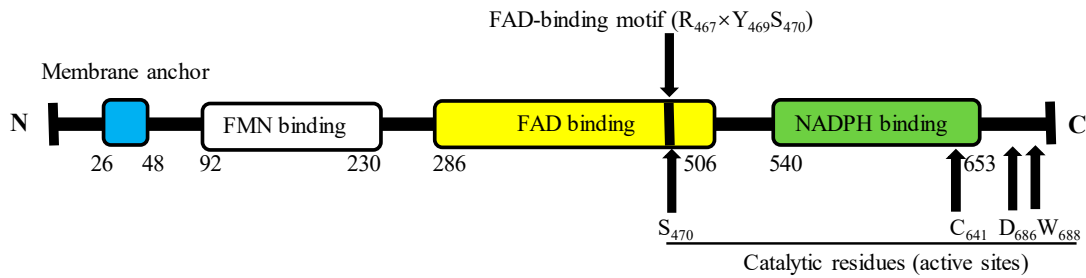 FAD-binding motif (R467×Y469S470)
Membrane anchor
N FMN binding FAD binding NADPH binding C
26 48 92 230 286 506 540 653
S470 C641 D686 W688
Catalytic residues (active sites)